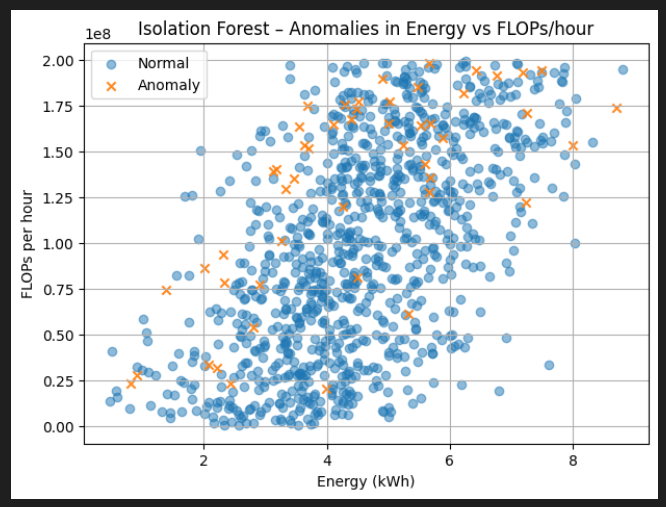 Isolation Forest – Anomalies in Energy vs FLOPs/hour
1e8
Normal
Anomaly
2.00
1.75
1.50
1.25
1.00
0.75
0.50
0.25
0.00
FLOPs per hour
2 4 6 8
Energy (kWh)